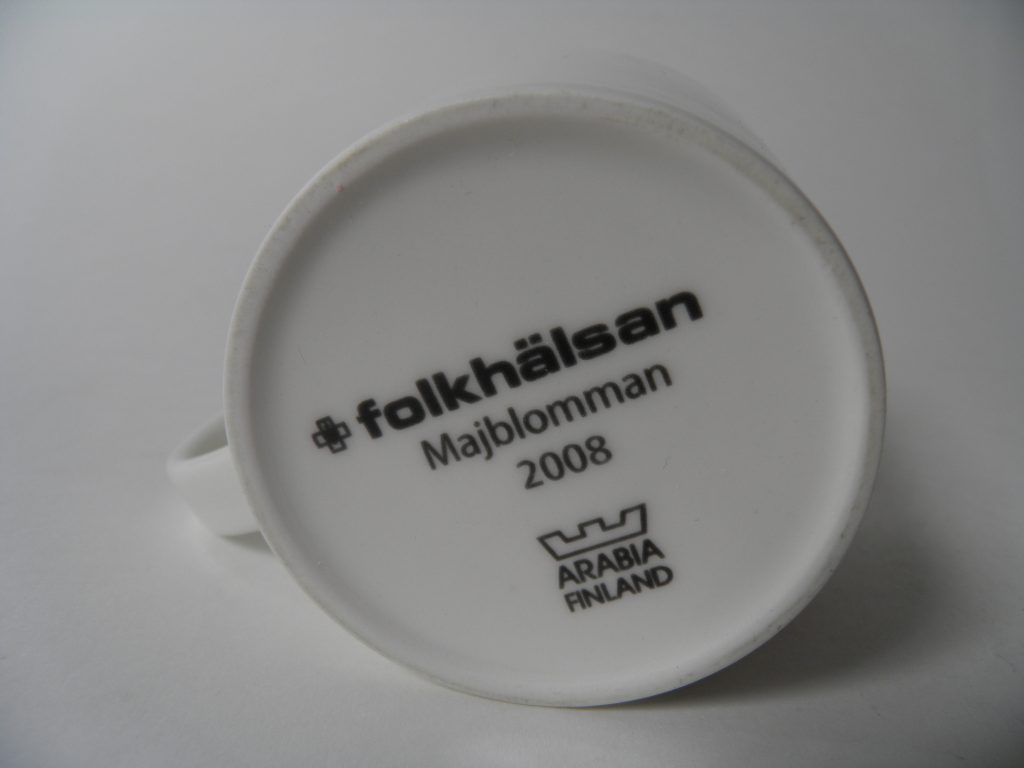 folkhälsan
Majblomman
2008
ARABIA
FINLAND